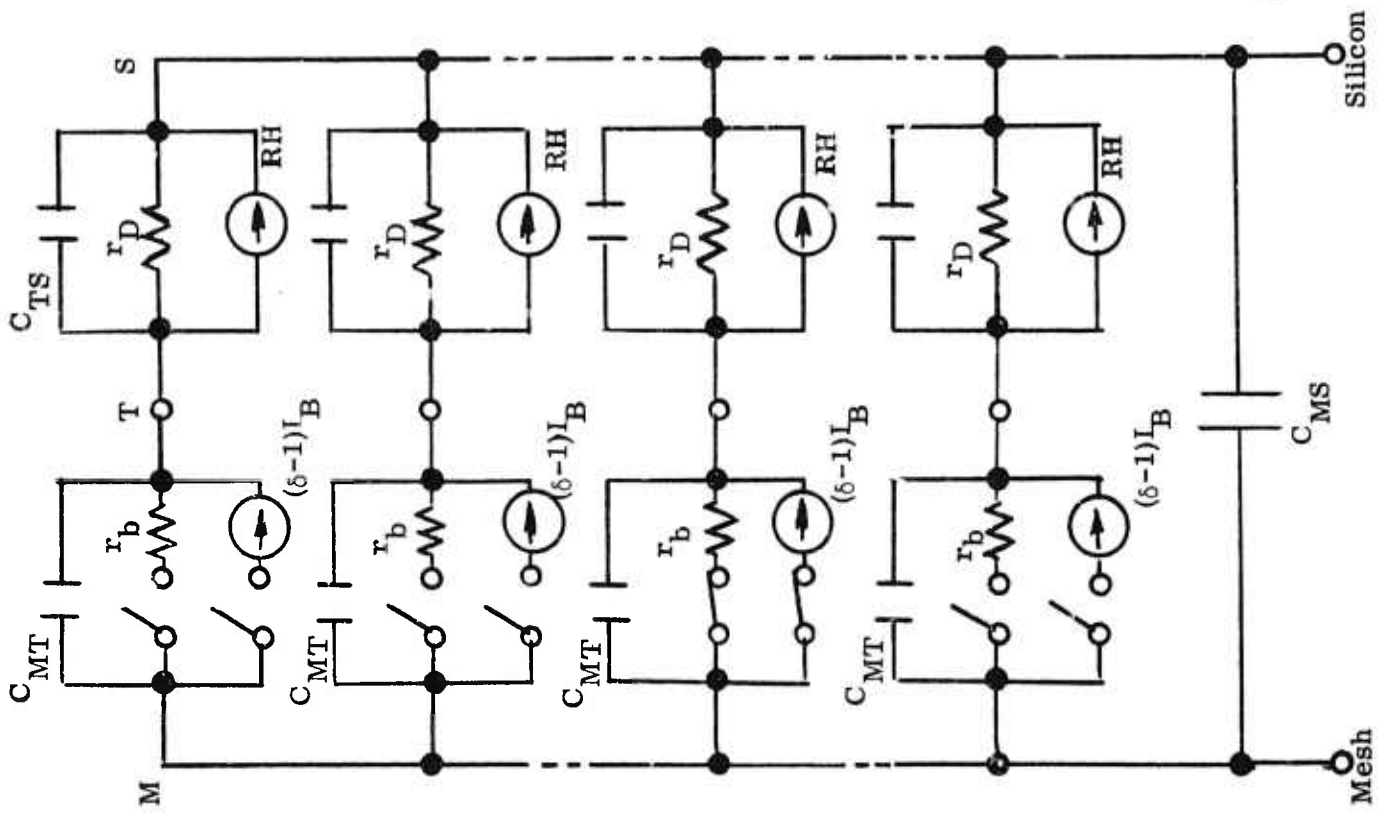 M
T
S
C_MT
r_b
(δ-1)I_B
C_TS
r_D
RH
C_MT
r_b
(δ-1)I_B
r_D
RH
C_MT
r_b
(δ-1)I_B
r_D
RH
C_MT
r_b
(δ-1)I_B
r_D
RH
C_MS
Mesh
Silicon